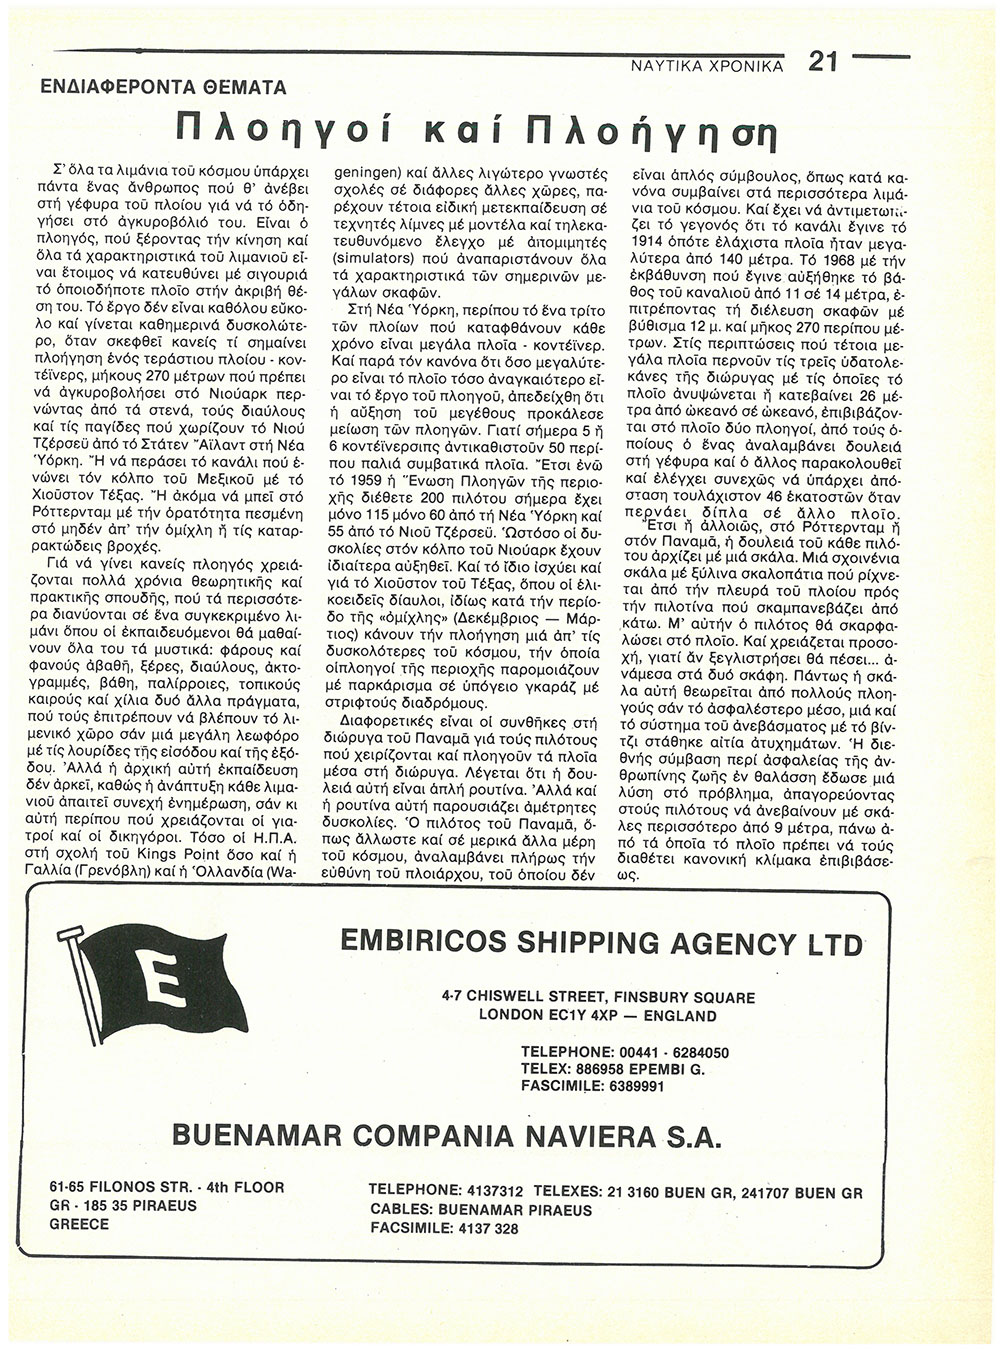 ΝΑΥΤΙΚΑ ΧΡΟΝΙΚΑ 21
ΕΝΔΙΑΦΕΡΟΝΤΑ ΘΕΜΑΤΑ
Πλοηγοί καί Πλοήγηση
Σ' ὅλα τα λιμάνια τοῦ κόσμου ὑπάρχει
πάντα ἕνας ἄνθρωπος πού θ' ἀνέβει
στή γέφυρα τοῦ πλοίου γιά νά τό ὁδη-
γήσει στό ἀγκυροβόλιό του. Εἶναι ὁ
πλοηγός, πού ξέροντας τήν κίνηση καί
ὅλα τά χαρακτηριστικά τοῦ λιμανιοῦ εἶ-
ναι ἕτοιμος νά κατευθύνει μέ σιγουριά
τό ὁποιοδήποτε πλοῖο στήν ἀκριβῆ θέ-
ση του. Τό ἔργο δέν εἶναι καθόλου εὔκο-
λο καί γίνεται καθημερινά δυσκολώτε-
ρο, ὅταν σκεφθεῖ κανείς τί σημαίνει
πλοήγηση ἑνός τεράστιου πλοίου - κον-
τέϊνερς, μήκους 270 μέτρων πού πρέπει
νά ἀγκυροβολήσει στό Νιούαρκ περ-
νώντας ἀπό τά στενά, τούς διαύλους
καί τίς παγίδες πού χωρίζουν τό Νιού
Τζέρσεϋ ἀπό τό Στάτεν Ἄϊλαντ στή Νέα
Ὑόρκη. Ἤ νά περάσει τό κανάλι πού ἑ-
νώνει τόν κόλπο τοῦ Μεξικοῦ μέ τό
Χιοῦστον Τέξας. Ἤ ἀκόμα νά μπεῖ στό
Ρόττερνταμ μέ τήν ὁρατότητα πεσμένη
στό μηδέν ἀπ' τήν ὁμίχλη ἤ τίς καταρ-
ρακτώδεις βροχές.
Γιά νά γίνει κανείς πλοηγός χρειά-
ζονται πολλά χρόνια θεωρητικῆς καί
πρακτικῆς σπουδῆς, πού τά περισσότε-
ρα διανύονται σέ ἕνα συγκεκριμένο λι-
μάνι ὅπου οἱ ἐκπαιδευόμενοι θά μαθαί-
νουν ὅλα του τά μυστικά: φάρους καί
φανούς ἀβαθῆ, ξέρες, διαύλους, ἀκτο-
γραμμές, βάθη, παλίρροιες, τοπικούς
καιρούς καί χίλια δυό ἄλλα πράγματα,
πού τούς ἐπιτρέπουν νά βλέπουν τό λι-
μενικό χῶρο σάν μιά μεγάλη λεωφόρο
μέ τίς λουρίδες τῆς εἰσόδου καί τῆς ἐξό-
δου. Ἀλλά ἡ ἀρχική αὐτή ἐκπαίδευση
δέν ἀρκεῖ, καθώς ἡ ἀνάπτυξη κάθε λιμα-
νιοῦ ἀπαιτεῖ συνεχή ἐνημέρωση, σάν κι
αὐτή περίπου πού χρειάζονται οἱ για-
τροί καί οἱ δικηγόροι. Τόσο οἱ Η.Π.Α.
στή σχολή τοῦ Kings Point ὅσο καί ἡ
Γαλλία (Γρενόβλη) καί ἡ Ὁλλανδία (Wa-
geningen) καί ἄλλες λιγώτερο γνωστές
σχολές σέ διάφορες ἄλλες χῶρες, πα-
ρέχουν τέτοια εἰδική μετεκπαίδευση σέ
τεχνητές λίμνες μέ μοντέλα καί τηλεκα-
τευθυνόμενο ἔλεγχο μέ ἀπομιμητές
(simulators) πού ἀναπαριστάνουν ὅλα
τά χαρακτηριστικά τῶν σημερινῶν με-
γάλων σκαφῶν.
Στή Νέα Ὑόρκη, περίπου τό ἕνα τρίτο
τῶν πλοίων πού καταφθάνουν κάθε
χρόνο εἶναι μεγάλα πλοῖα - κοντέϊνερ.
Καί παρά τόν κανόνα ὅτι ὅσο μεγαλύτε-
ρο εἶναι τό πλοῖο τόσο ἀναγκαιότερο εἶ-
ναι τό ἔργο τοῦ πλοηγοῦ, ἀπεδείχθη ὅτι
ἡ αὔξηση τοῦ μεγέθους προκάλεσε
μείωση τῶν πλοηγῶν. Γιατί σήμερα 5 ἤ
6 κοντέϊνερσιπς ἀντικαθιστοῦν 50 περί-
που παλιά συμβατικά πλοῖα. Ἔτσι ἐνῶ
τό 1959 ἡ Ἕνωση Πλοηγῶν τῆς περιο-
χῆς διέθετε 200 πιλότου σήμερα ἔχει
μόνο 115 μόνο 60 ἀπό τή Νέα Ὑόρκη καί
55 ἀπό τό Νιοῦ Τζέρσεϋ. Ὡστόσο οἱ δυ-
σκολίες στόν κόλπο τοῦ Νιούαρκ ἔχουν
ἰδιαίτερα αὐξηθεῖ. Καί τό ἴδιο ἰσχύει καί
γιά τό Χιοῦστον τοῦ Τέξας, ὅπου οἱ ἑλι-
κοειδεῖς δίαυλοι, ἰδίως κατά τήν περίο-
δο τῆς «ὁμίχλης» (Δεκέμβριος — Μάρ-
τιος) κάνουν τήν πλοήγηση μιά ἀπ' τίς
δυσκολότερες τοῦ κόσμου, τήν ὁποία
οἱπλοηγοί τῆς περιοχῆς παρομοιάζουν
μέ παρκάρισμα σέ ὑπόγειο γκαράζ μέ
στριφτούς διαδρόμους.
Διαφορετικές εἶναι οἱ συνθῆκες στή
διώρυγα τοῦ Παναμᾶ γιά τούς πιλότους
πού χειρίζονται καί πλοηγοῦν τά πλοῖα
μέσα στή διώρυγα. Λέγεται ὅτι ἡ δου-
λειά αὐτή εἶναι ἁπλή ρουτίνα. Ἀλλά καί
ἡ ρουτίνα αὐτή παρουσιάζει ἀμέτρητες
δυσκολίες. Ὁ πιλότος τοῦ Παναμᾶ, ὅ-
πως ἄλλωστε καί σέ μερικά ἄλλα μέρη
τοῦ κόσμου, ἀναλαμβάνει πλήρως τήν
εὐθύνη τοῦ πλοιάρχου, τοῦ ὁποίου δέν
εἶναι ἁπλός σύμβουλος, ὅπως κατά κα-
νόνα συμβαίνει στά περισσότερα λιμά-
νια τοῦ κόσμου. Καί ἔχει νά ἀντιμετωπί-
ζει τό γεγονός ὅτι τό κανάλι ἔγινε τό
1914 ὁπότε ἐλάχιστα πλοῖα ἦταν μεγα-
λύτερα ἀπό 140 μέτρα. Τό 1968 μέ τήν
ἐκβάθυνση πού ἔγινε αὐξήθηκε τό βά-
θος τοῦ καναλιοῦ ἀπό 11 σέ 14 μέτρα, ἐ-
πιτρέποντας τή διέλευση σκαφῶν μέ
βύθισμα 12 μ. καί μῆκος 270 περίπου μέ-
τρων. Στίς περιπτώσεις πού τέτοια με-
γάλα πλοῖα περνοῦν τίς τρεῖς ὑδατολε-
κάνες τῆς διώρυγας μέ τίς ὁποῖες τό
πλοῖο ἀνυψώνεται ἤ κατεβαίνει 26 μέ-
τρα ἀπό ὠκεανό σέ ὠκεανό, ἐπιβιβάζον-
ται στό πλοῖο δύο πλοηγοί, ἀπό τούς ὁ-
ποίους ὁ ἕνας ἀναλαμβάνει δουλειά
στή γέφυρα καί ὁ ἄλλος παρακολουθεῖ
καί ἐλέγχει συνεχῶς νά ὑπάρχει ἀπό-
σταση τουλάχιστον 46 ἑκατοστῶν ὅταν
περνάει δίπλα σέ ἄλλο πλοῖο.
Ἔτσι ἤ ἀλλοιῶς, στό Ρόττερνταμ ἤ
στόν Παναμᾶ, ἡ δουλειά τοῦ κάθε πιλό-
του ἀρχίζει μέ μιά σκάλα. Μιά σχοινένια
σκάλα μέ ξύλινα σκαλοπάτια πού ρίχνε-
ται ἀπό τήν πλευρά τοῦ πλοίου πρός
τήν πιλοτίνα πού σκαμπανεβάζει ἀπό
κάτω. Μ' αὐτήν ὁ πιλότος θά σκαρφα-
λώσει στό πλοῖο. Καί χρειάζεται προσο-
χή, γιατί ἄν ξεγλιστρήσει θά πέσει... ἀ-
νάμεσα στά δυό σκάφη. Πάντως ἡ σκά-
λα αὐτή θεωρεῖται ἀπό πολλούς πλοη-
γούς σάν τό ἀσφαλέστερο μέσο, μιά καί
τό σύστημα τοῦ ἀνεβάσματος μέ τό βίν-
τζι στάθηκε αἰτία ἀτυχημάτων. Ἡ διε-
θνής σύμβαση περί ἀσφαλείας τῆς ἀν-
θρωπίνης ζωῆς ἐν θαλάσση ἔδωσε μιά
λύση στό πρόβλημα, ἀπαγορεύοντας
στούς πιλότους νά ἀνεβαίνουν μέ σκά-
λες περισσότερο ἀπό 9 μέτρα, πάνω ἀ-
πό τά ὁποῖα τό πλοῖο πρέπει νά τούς
διαθέτει κανονική κλίμακα ἐπιβιβάσε-
ως.
E
EMBIRICOS SHIPPING AGENCY LTD
4-7 CHISWELL STREET, FINSBURY SQUARE
LONDON EC1Y 4XP — ENGLAND
TELEPHONE: 00441 - 6284050
TELEX: 886958 EPEMBI G.
FASCIMILE: 6389991
BUENAMAR COMPANIA NAVIERA S.A.
61-65 FILONOS STR. - 4th FLOOR
GR - 185 35 PIRAEUS
GREECE
TELEPHONE: 4137312 TELEXES: 21 3160 BUEN GR, 241707 BUEN GR
CABLES: BUENAMAR PIRAEUS
FACSIMILE: 4137 328